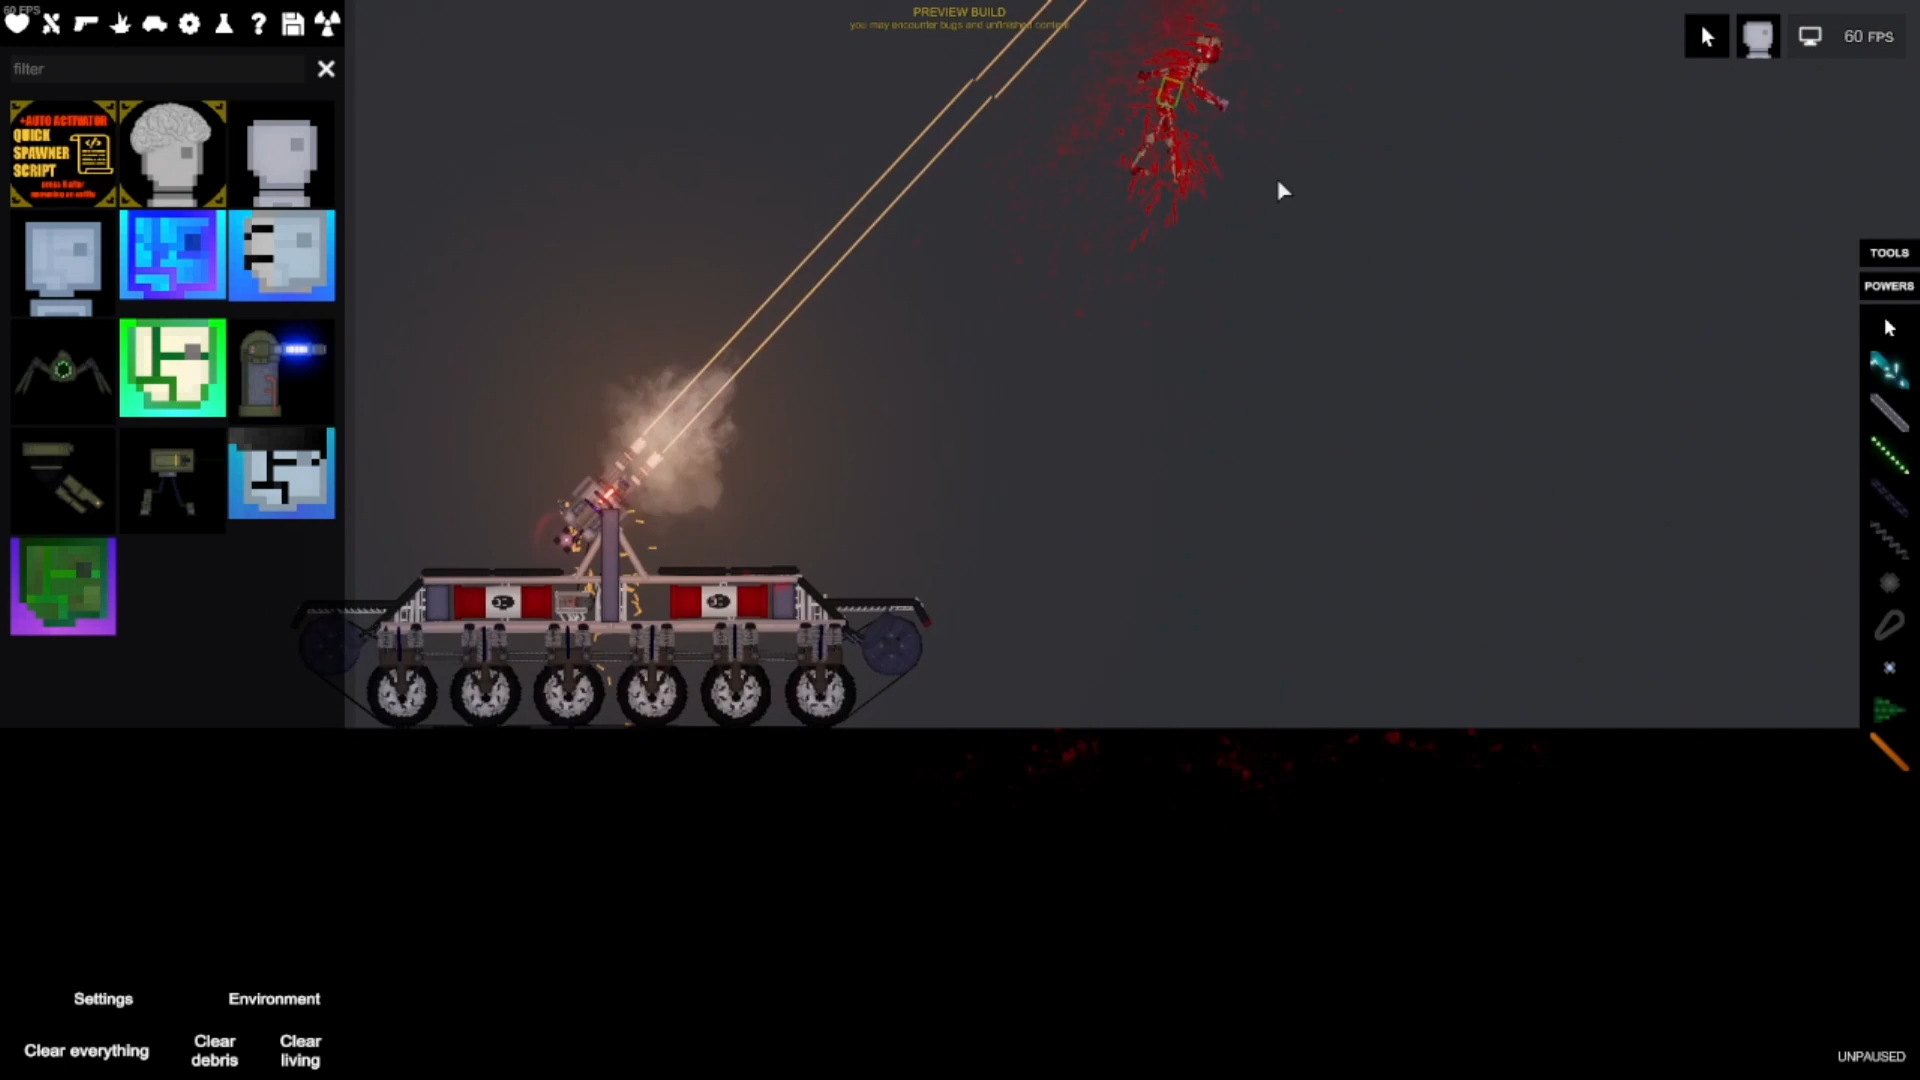 60 FPS
PREVIEW BUILD
you may encounter bugs and unfinished content
60 FPS
filter
+AUTO ACTIVATOR
QUICK
SPAWNER
SCRIPT
TOOLS
POWERS
Settings
Environment
Clear everything
Clear
debris
Clear
living
UNPAUSED